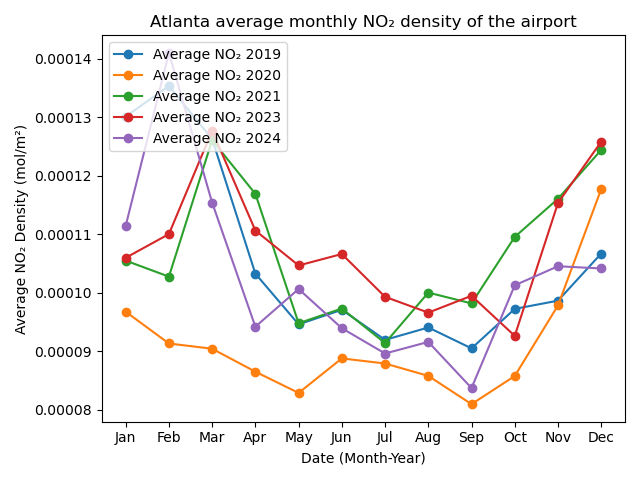 Atlanta average monthly NO₂ density of the airport
Average NO₂ 2019
Average NO₂ 2020
Average NO₂ 2021
Average NO₂ 2023
Average NO₂ 2024
Average NO₂ Density (mol/m²)
0.00014
0.00013
0.00012
0.00011
0.00010
0.00009
0.00008
Jan Feb Mar Apr May Jun Jul Aug Sep Oct Nov Dec
Date (Month-Year)